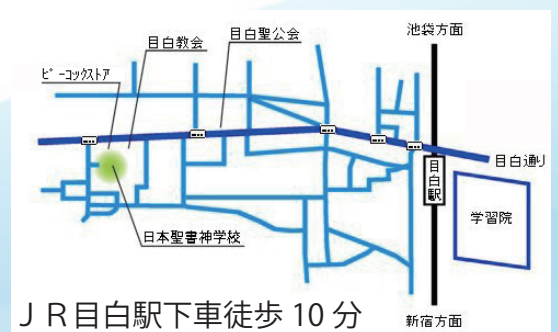 池袋方面
目白聖公会
目白教会
ピーコックストア
目白通り
目白駅
学習院
日本聖書神学校
JR目白駅下車徒歩 10 分
新宿方面